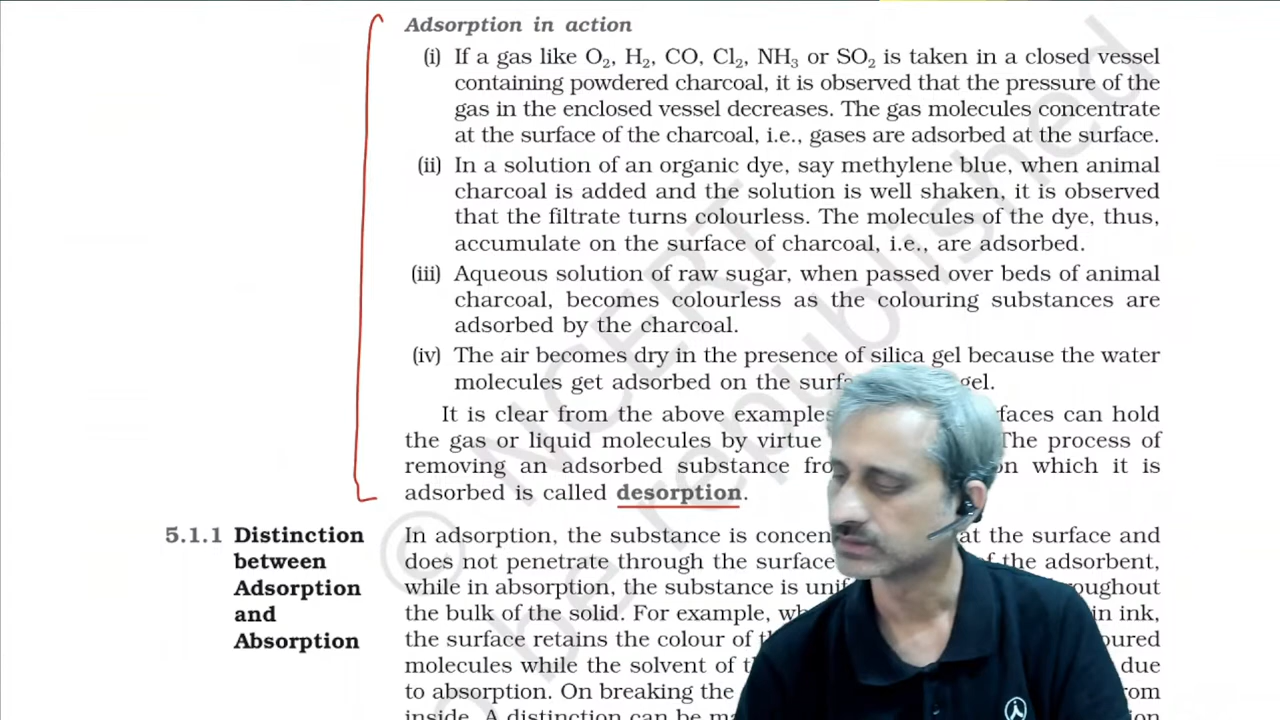 Adsorption in action
(i) If a gas like O₂, H₂, CO, Cl₂, NH₃ or SO₂ is taken in a closed vessel
containing powdered charcoal, it is observed that the pressure of the
gas in the enclosed vessel decreases. The gas molecules concentrate
at the surface of the charcoal, i.e., gases are adsorbed at the surface.
(ii) In a solution of an organic dye, say methylene blue, when animal
charcoal is added and the solution is well shaken, it is observed
that the filtrate turns colourless. The molecules of the dye, thus,
accumulate on the surface of charcoal, i.e., are adsorbed.
(iii) Aqueous solution of raw sugar, when passed over beds of animal
charcoal, becomes colourless as the colouring substances are
adsorbed by the charcoal.
(iv) The air becomes dry in the presence of silica gel because the water
molecules get adsorbed on the gel.
It is clear from the above examples can hold
the gas or liquid molecules by virtue The process of
removing an adsorbed substance on which it is
adsorbed is called desorption.
5.1.1 Distinction
between
Adsorption
and
Absorption
In adsorption, the substance is at the surface and
does not penetrate through the surface of the adsorbent,
while in absorption, the substance is
the bulk of the solid. For example, in ink,
the surface retains the colour of
molecules while the solvent of due
to absorption. On breaking the
inside. A distinction can be
© NCERT
be republished